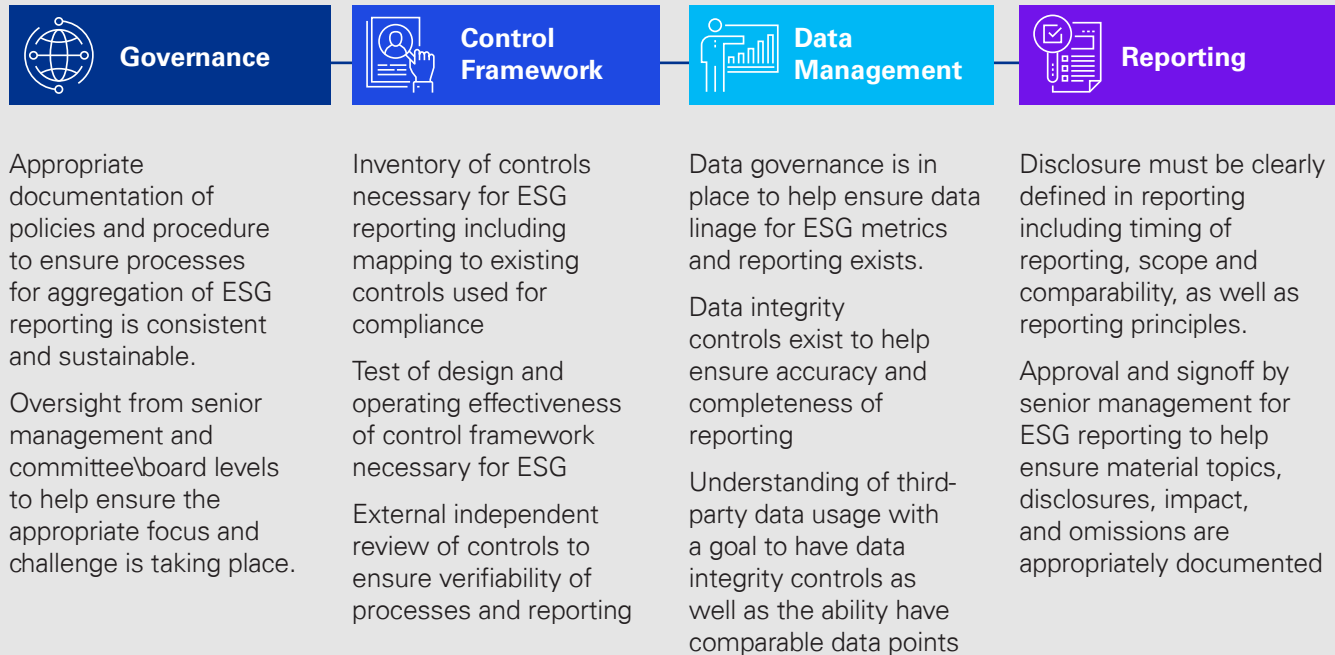 Governance
Appropriate
documentation of
policies and procedure
to ensure processes
for aggregation of ESG
reporting is consistent
and sustainable.
Oversight from senior
management and
committee\board levels
to help ensure the
appropriate focus and
challenge is taking place.
Control
Framework
Inventory of controls
necessary for ESG
reporting including
mapping to existing
controls used for
compliance
Test of design and
operating effectiveness
of control framework
necessary for ESG
External independent
review of controls to
ensure verifiability of
processes and reporting
Data
Management
Data governance is in
place to help ensure data
linage for ESG metrics
and reporting exists.
Data integrity
controls exist to help
ensure accuracy and
completeness of
reporting
Understanding of third-
party data usage with
a goal to have data
integrity controls as
well as the ability have
comparable data points
Reporting
Disclosure must be clearly
defined in reporting
including timing of
reporting, scope and
comparability, as well as
reporting principles.
Approval and signoff by
senior management for
ESG reporting to help
ensure material topics,
disclosures, impact,
and omissions are
appropriately documented